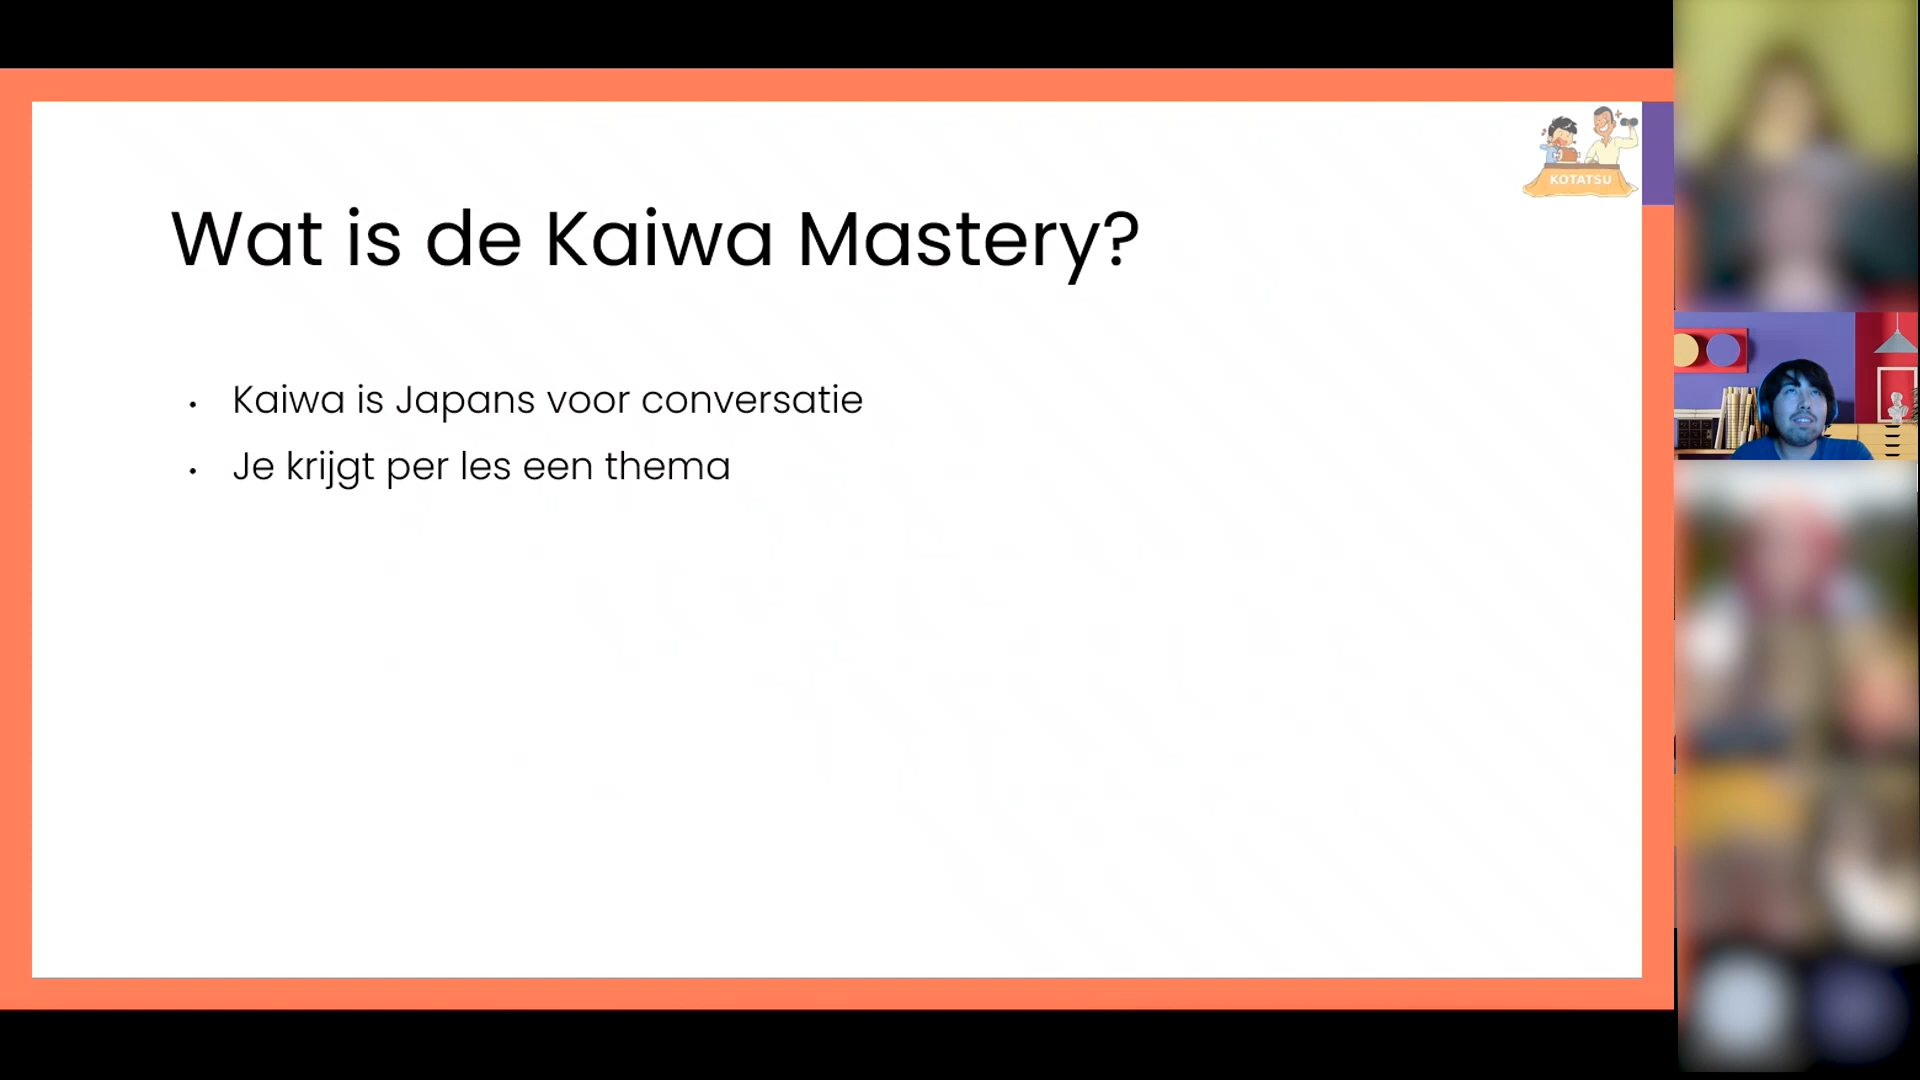 KOTATSU
Wat is de Kaiwa Mastery?
Kaiwa is Japans voor conversatie
Je krijgt per les een thema